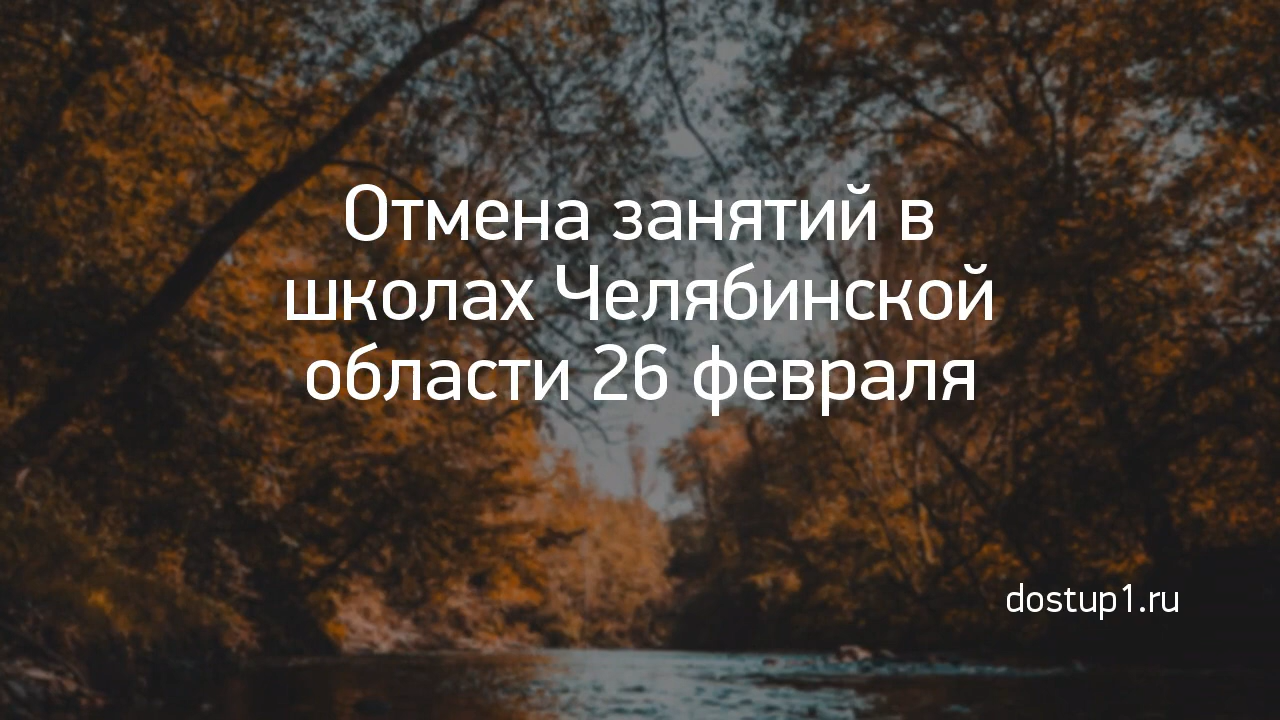 Отмена занятий в
школах Челябинской
области 26 февраля
dostup1.ru